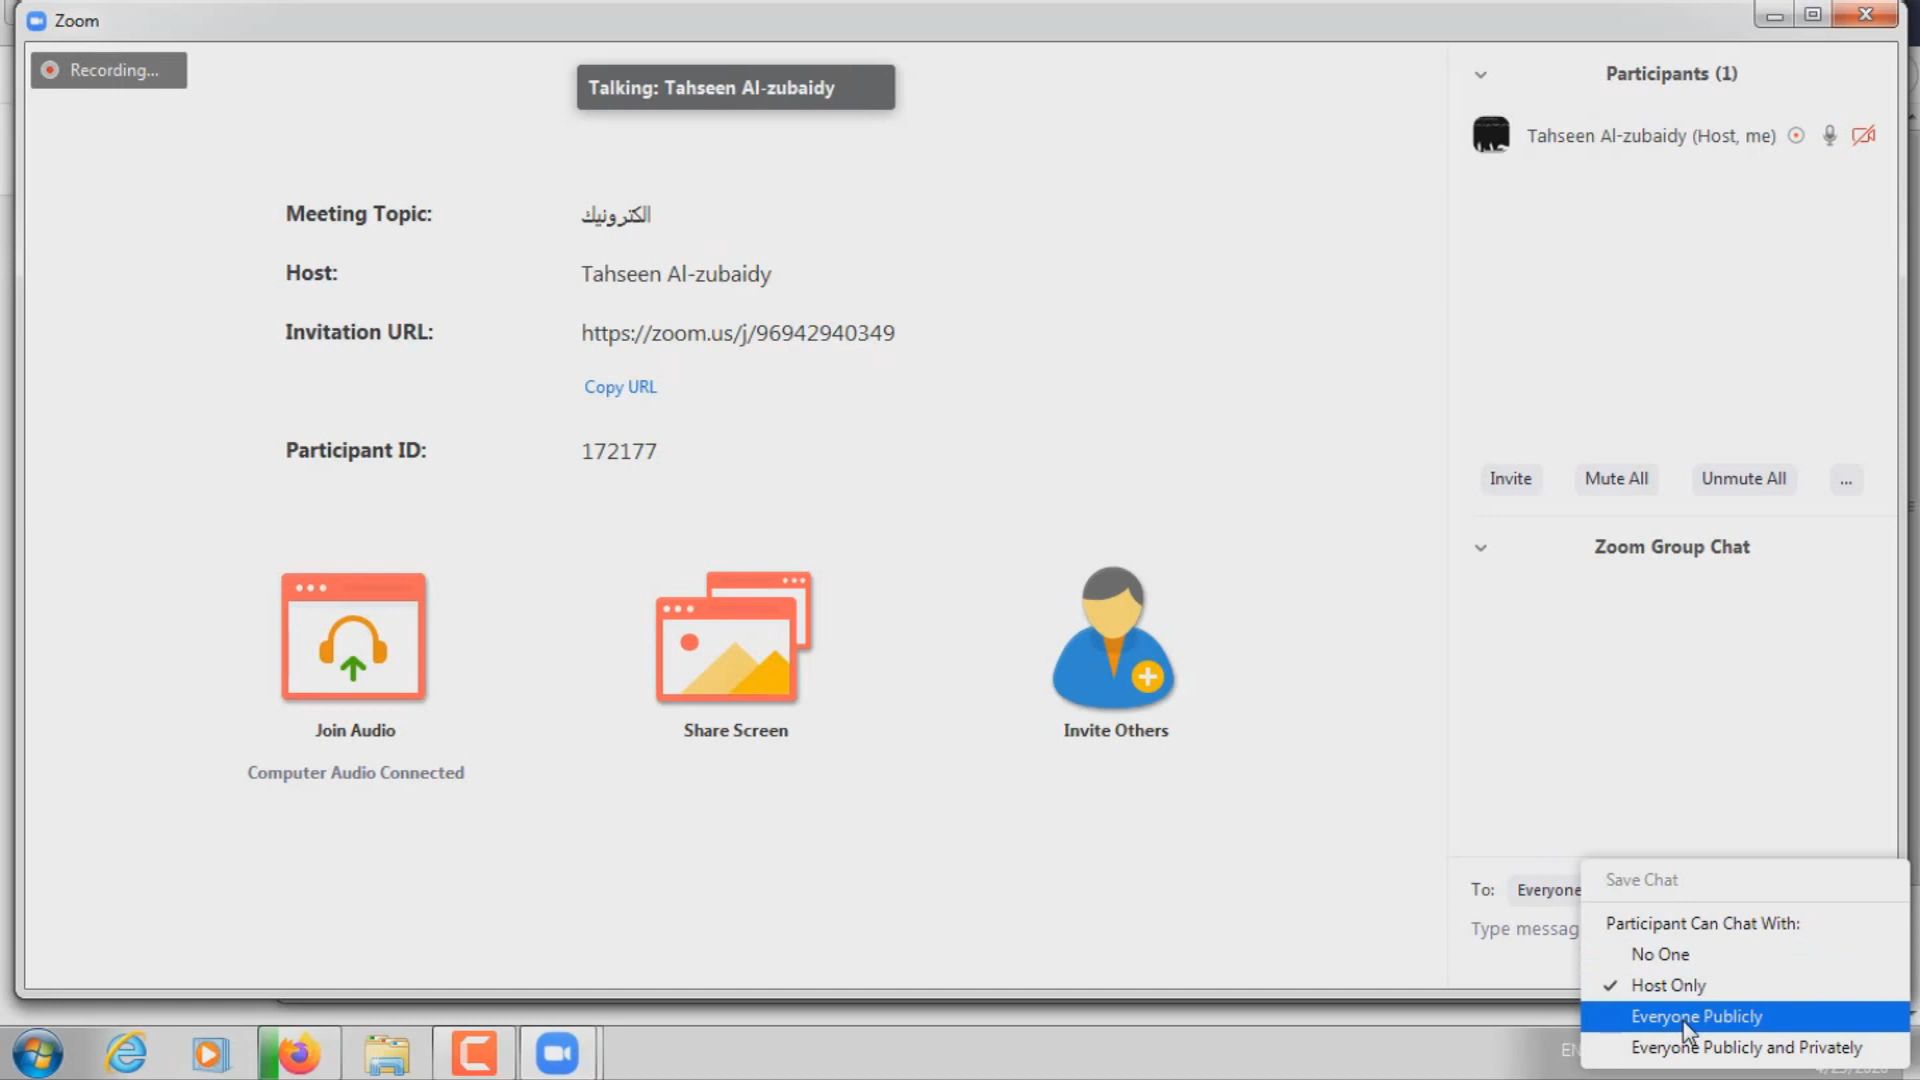 Zoom
Recording...
Talking: Tahseen Al-zubaidy
Participants (1)
Tahseen Al-zubaidy (Host, me)
Meeting Topic: الكترونيك
Host: Tahseen Al-zubaidy
Invitation URL: https://zoom.us/j/96942940349
Copy URL
Participant ID: 172177
Invite Mute All Unmute All ...
Zoom Group Chat
Join Audio Share Screen Invite Others
Computer Audio Connected
To: Everyone
Type messag
Save Chat
Participant Can Chat With:
No One
Host Only
Everyone Publicly
Everyone Publicly and Privately
EN